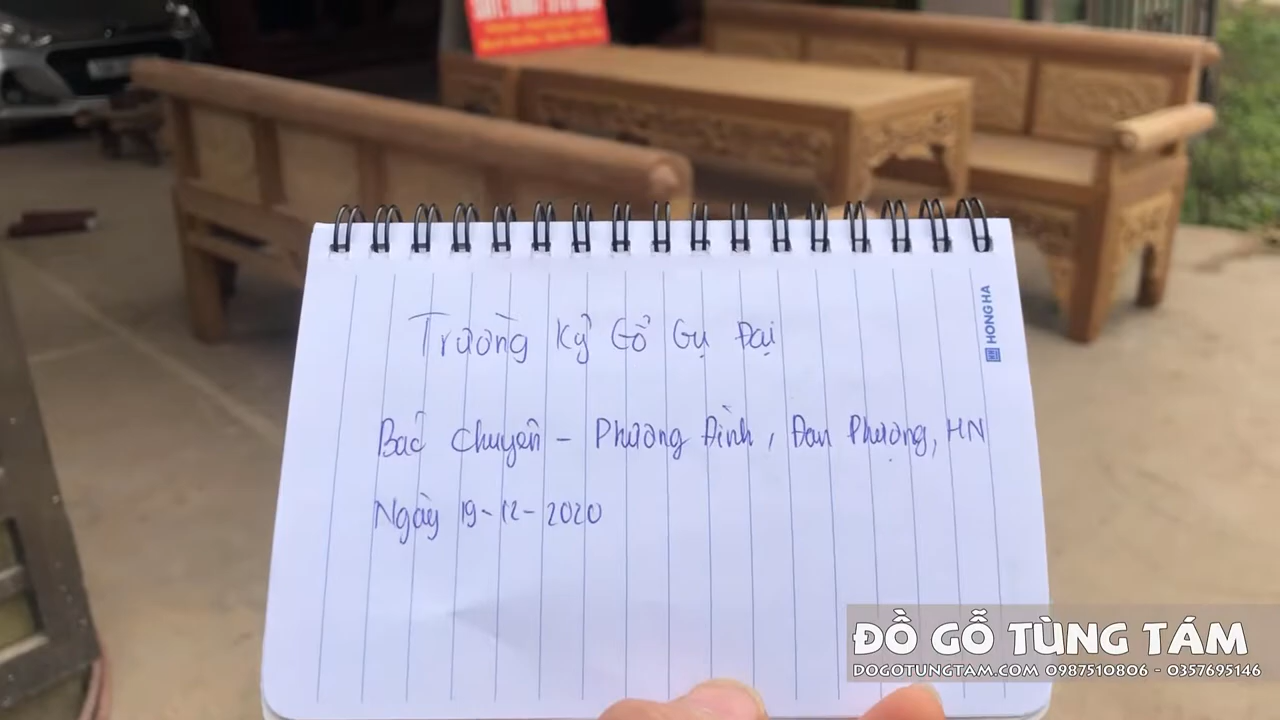 HONG HA
Trường Kỷ Gỗ Gụ Đại
Bác Chuyên - Phương Đình, Đan Phượng, HN
Ngày 19-12-2020
ĐỒ GỖ TÙNG TÁM
DOGOTUNGTAM.COM 0987510806 - 0357695146